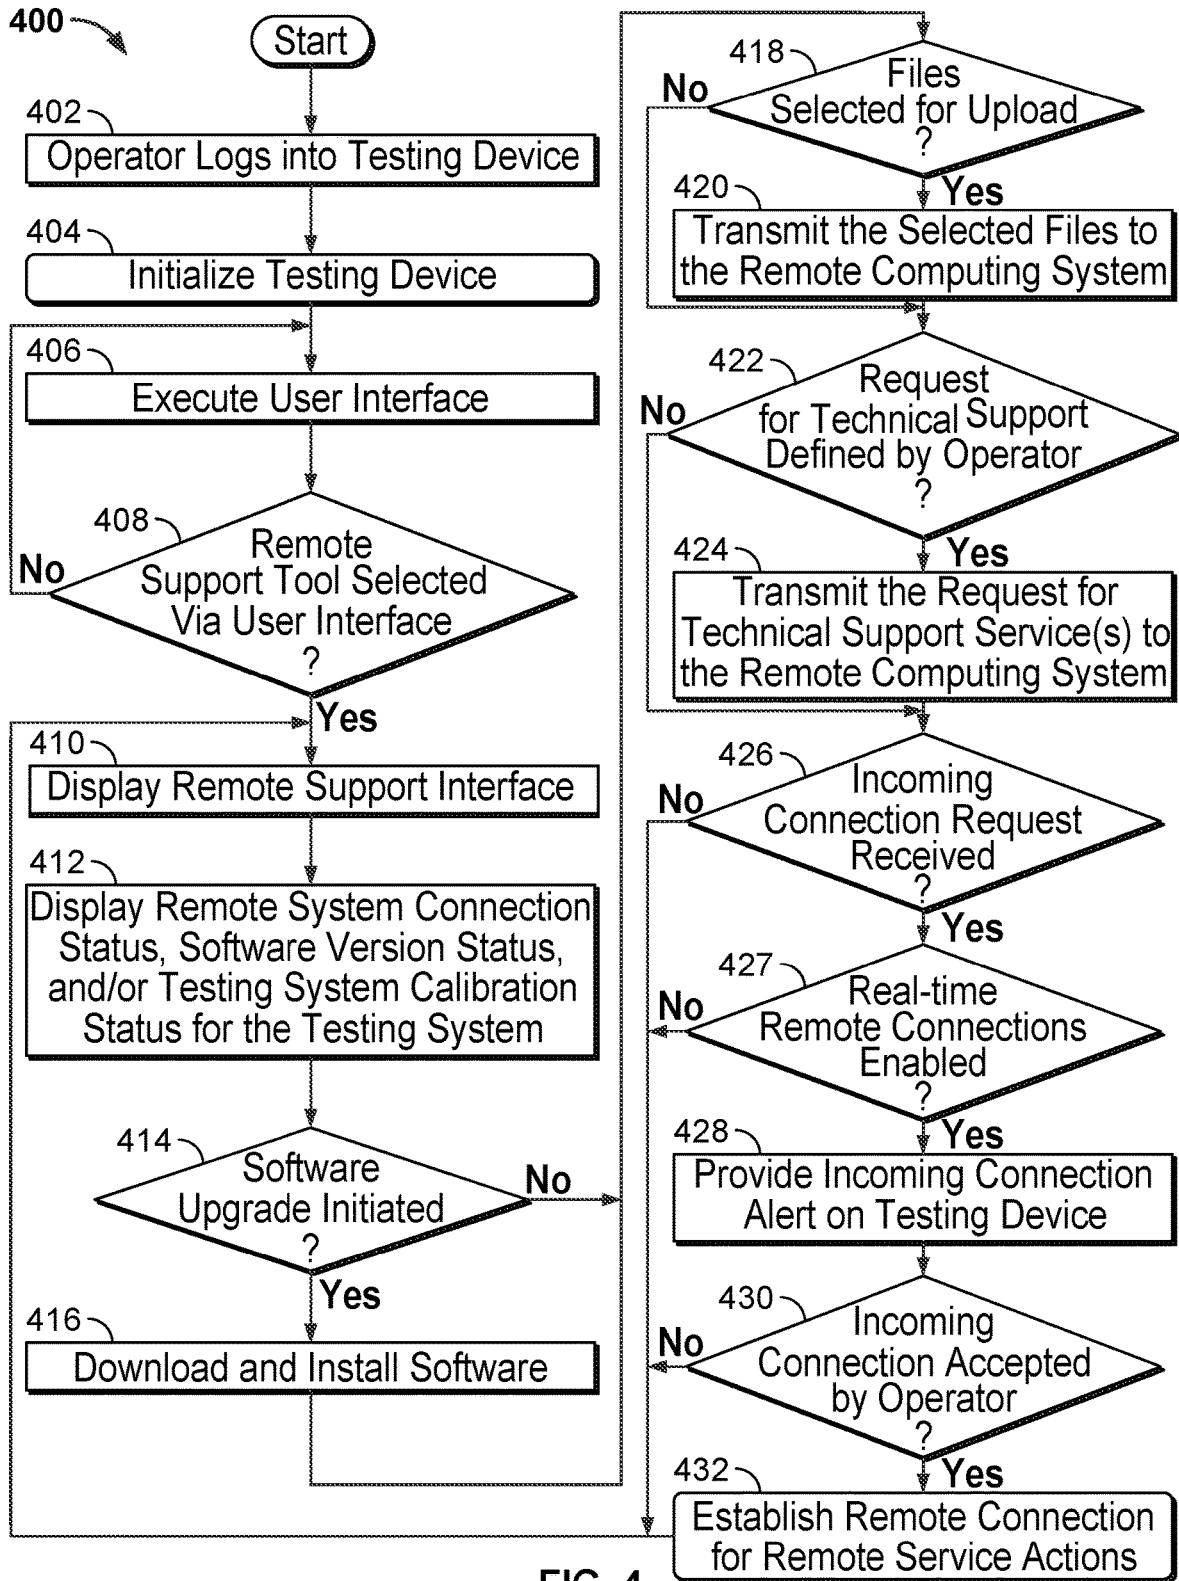 400
Start
402
Operator Logs into Testing Device
404
Initialize Testing Device
406
Execute User Interface
408
Remote
Support Tool Selected
Via User Interface
?
No
Yes
410
Display Remote Support Interface
412
Display Remote System Connection
Status, Software Version Status,
and/or Testing System Calibration
Status for the Testing System
414
Software
Upgrade Initiated
?
No
Yes
416
Download and Install Software
418
Files
Selected for Upload
?
No
Yes
420
Transmit the Selected Files to
the Remote Computing System
422
Request
for Technical Support
Defined by Operator
?
No
Yes
424
Transmit the Request for
Technical Support Service(s) to
the Remote Computing System
426
Incoming
Connection Request
Received
?
No
Yes
427
Real-time
Remote Connections
Enabled
?
No
Yes
428
Provide Incoming Connection
Alert on Testing Device
430
Incoming
Connection Accepted
by Operator
?
No
Yes
432
Establish Remote Connection
for Remote Service Actions
FIG. 4